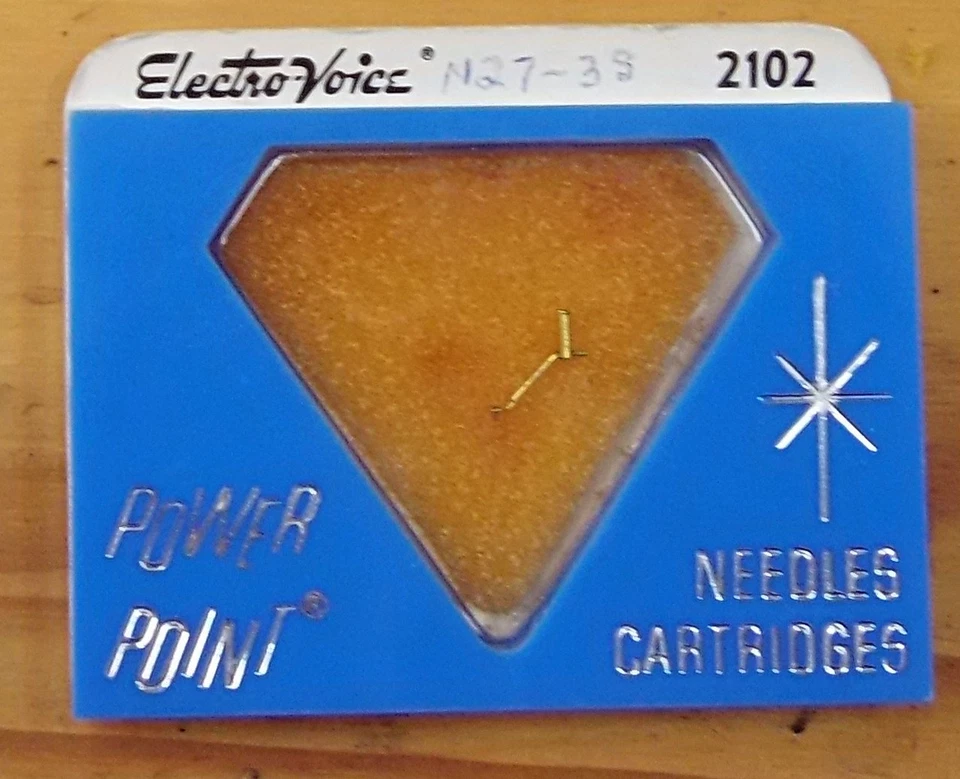 Electro-Voice® N27-38 2102
POWER
POINT®
NEEDLES
CARTRIDGES